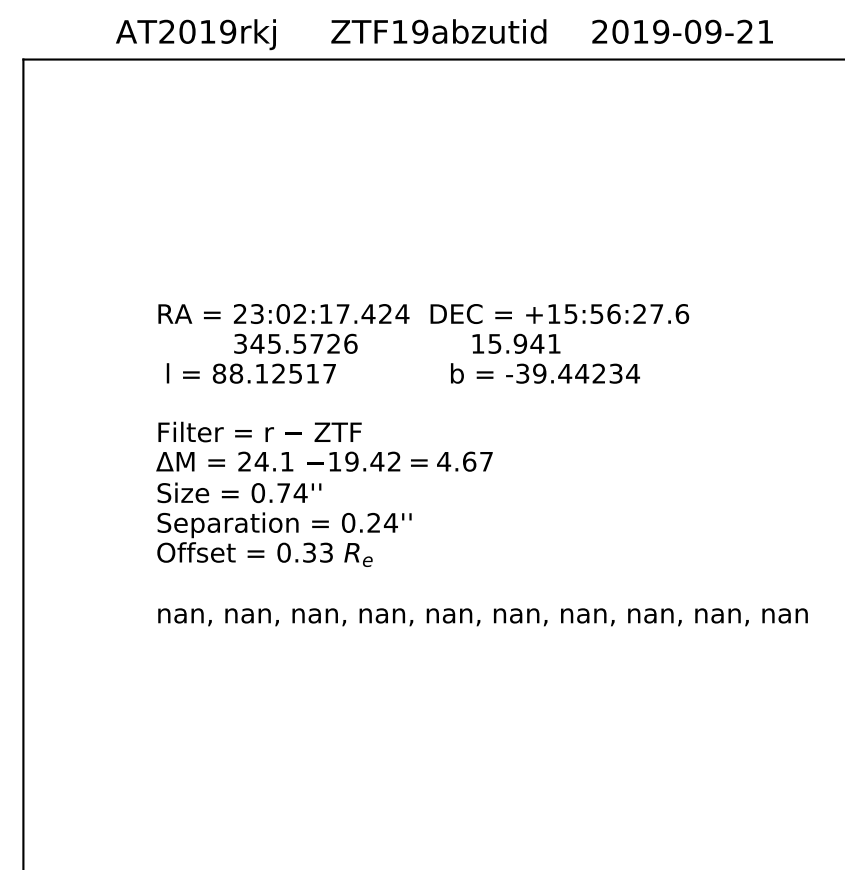 AT2019rkj ZTF19abzutid 2019-09-21
RA = 23:02:17.424 DEC = +15:56:27.6
345.5726 15.941
l = 88.12517 b = -39.44234
Filter = r − ZTF
ΔM = 24.1 −19.42 = 4.67
Size = 0.74''
Separation = 0.24''
Offset = 0.33 Rₑ
nan, nan, nan, nan, nan, nan, nan, nan, nan, nan